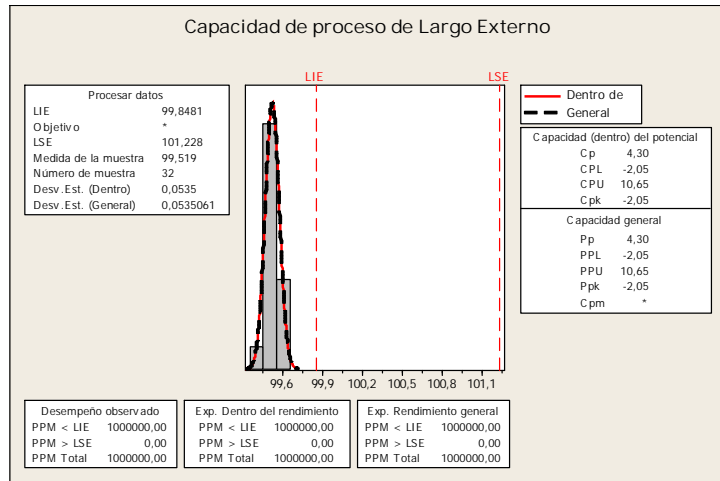 Capacidad de proceso de Largo Externo
LIE LSE
Procesar datos
LIE 99,8481
Objetivo *
LSE 101,228
Medida de la muestra 99,519
Número de muestra 32
Desv.Est. (Dentro) 0,0535
Desv.Est. (General) 0,0535061
Dentro de
General
Capacidad (dentro) del potencial
Cp 4,30
CPL -2,05
CPU 10,65
Cpk -2,05
Capacidad general
Pp 4,30
PPL -2,05
PPU 10,65
Ppk -2,05
Cpm *
99,6 99,9 100,2 100,5 100,8 101,1
Desempeño observado
PPM < LIE 1000000,00
PPM > LSE 0,00
PPM Total 1000000,00
Exp. Dentro del rendimiento
PPM < LIE 1000000,00
PPM > LSE 0,00
PPM Total 1000000,00
Exp. Rendimiento general
PPM < LIE 1000000,00
PPM > LSE 0,00
PPM Total 1000000,00